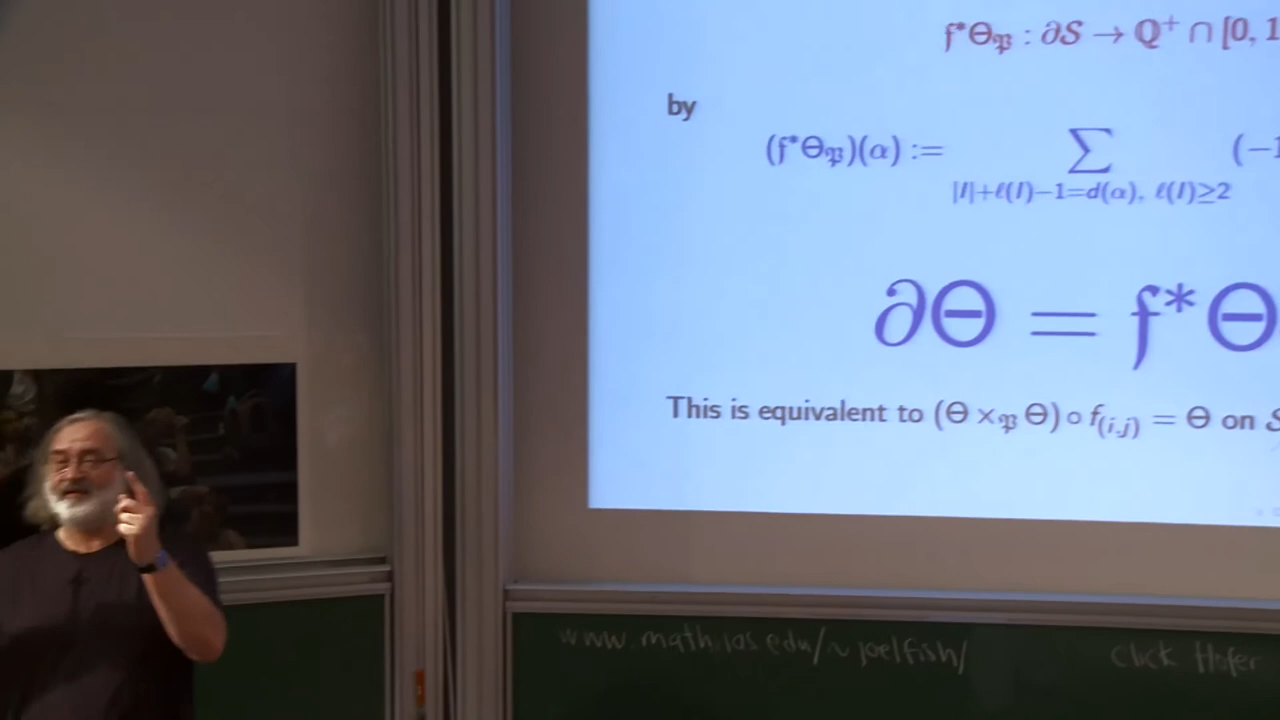 f*Θ𝔓 : ∂S → Q⁺ ∩ [0, 1
by
(f*Θ𝔓)(α) := ∑ (−1
|I|+ℓ(I)−1=d(α), ℓ(I)≥2
∂Θ = f*Θ
This is equivalent to (Θ ×𝔓 Θ) ∘ f(i,j) = Θ on S
www.math.ias.edu/~joelfish/
click Hofer